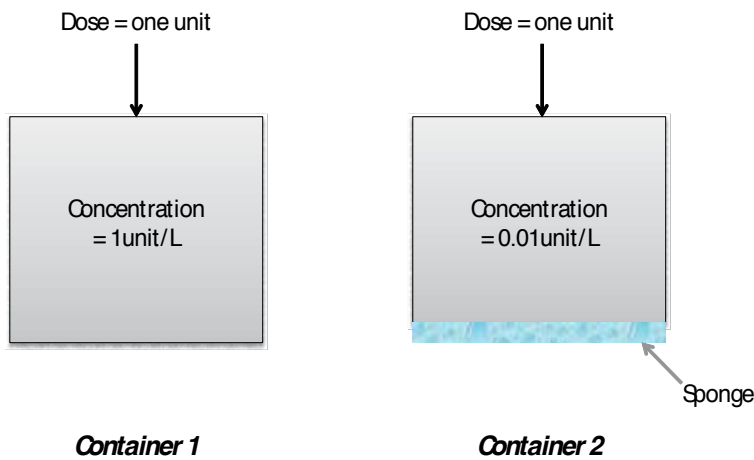 Dose = one unit
Dose = one unit
Concentration
= 1unit/L
Concentration
= 0.01unit/L
Sponge
Container 1
Container 2